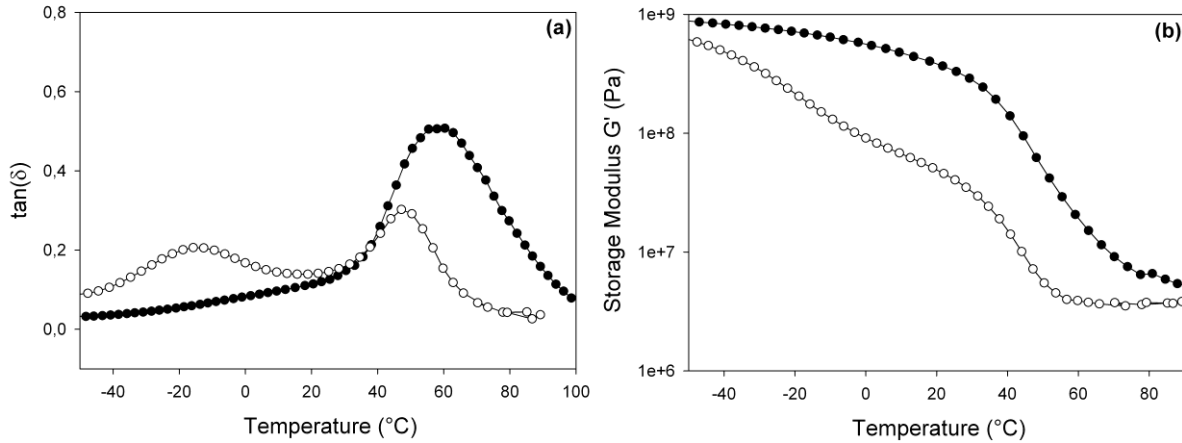 (a)
tan(δ)
0,8
0,6
0,4
0,2
0,0
-40 -20 0 20 40 60 80 100
Temperature (°C)
(b)
Storage Modulus G' (Pa)
1e+9
1e+8
1e+7
1e+6
-40 -20 0 20 40 60 80
Temperature (°C)